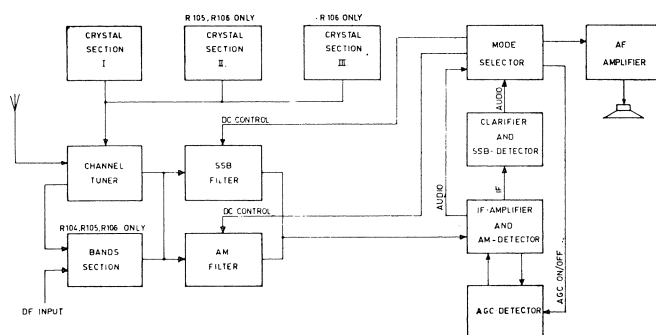 R105, R106 ONLY
R106 ONLY
CRYSTAL
SECTION
I
CRYSTAL
SECTION
II
CRYSTAL
SECTION
III
MODE
SELECTOR
AF
AMPLIFIER
DC CONTROL
AUDIO
CLARIFIER
AND
SSB-DETECTOR
CHANNEL
TUNER
SSB
FILTER
AUDIO
IF
DC CONTROL
R104, R105, R106 ONLY
BANDS
SECTION
AM
FILTER
IF-AMPLIFIER
AND
AM-DETECTOR
AGC ON/OFF
DF INPUT
AGC-DETECTOR